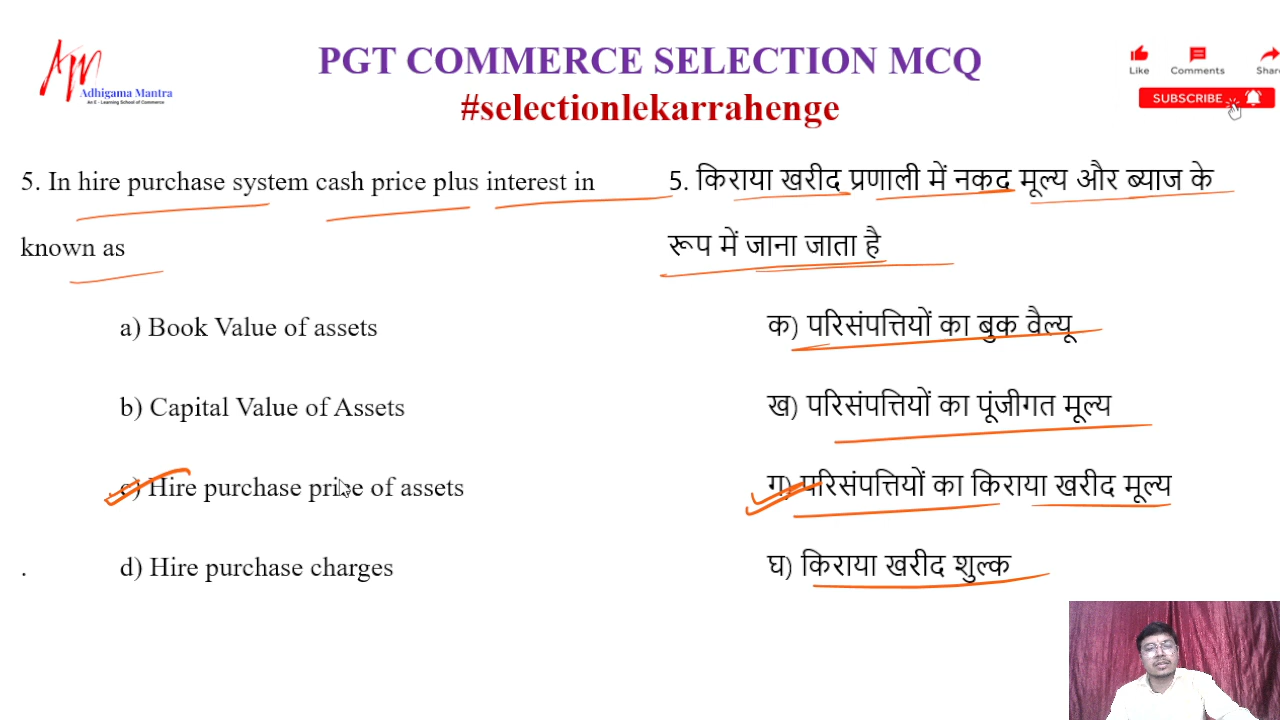 PGT COMMERCE SELECTION MCQ
#selectionlekarrahenge
Adhigama Mantra
An E - Learning School of Commerce
Like
Comments
Share
SUBSCRIBE
5. In hire purchase system cash price plus interest in
known as
a) Book Value of assets
b) Capital Value of Assets
c) Hire purchase price of assets
d) Hire purchase charges
.
5. किराया खरीद प्रणाली में नकद मूल्य और ब्याज के
रूप में जाना जाता है
क) परिसंपत्तियों का बुक वैल्यू
ख) परिसंपत्तियों का पूंजीगत मूल्य
ग) परिसंपत्तियों का किराया खरीद मूल्य
घ) किराया खरीद शुल्क